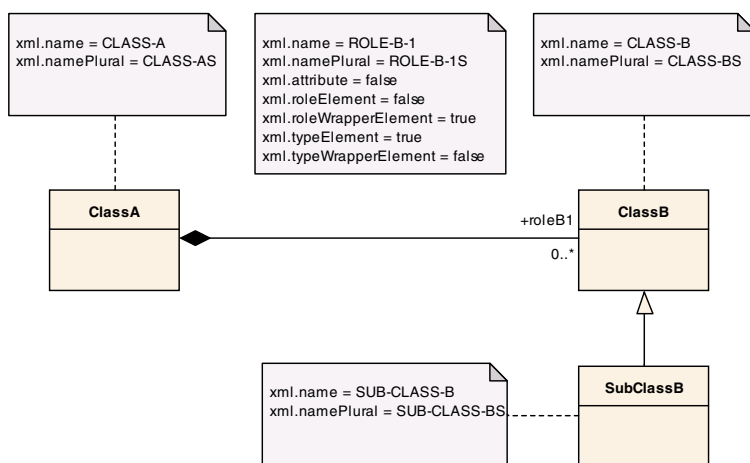 xml.name = CLASS-A
xml.namePlural = CLASS-AS
xml.name = ROLE-B-1
xml.namePlural = ROLE-B-1S
xml.attribute = false
xml.roleElement = false
xml.roleWrapperElement = true
xml.typeElement = true
xml.typeWrapperElement = false
xml.name = CLASS-B
xml.namePlural = CLASS-BS
ClassA
+roleB1
0..*
ClassB
xml.name = SUB-CLASS-B
xml.namePlural = SUB-CLASS-BS
SubClassB